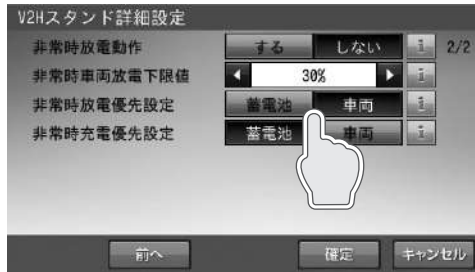 V2Hスタンド詳細設定
非常時放電動作 する しない i 2/2
非常時車両放電下限値 30% i
非常時放電優先設定 蓄電池 車両 i
非常時充電優先設定 蓄電池 車両 i
前へ 確定 キャンセル